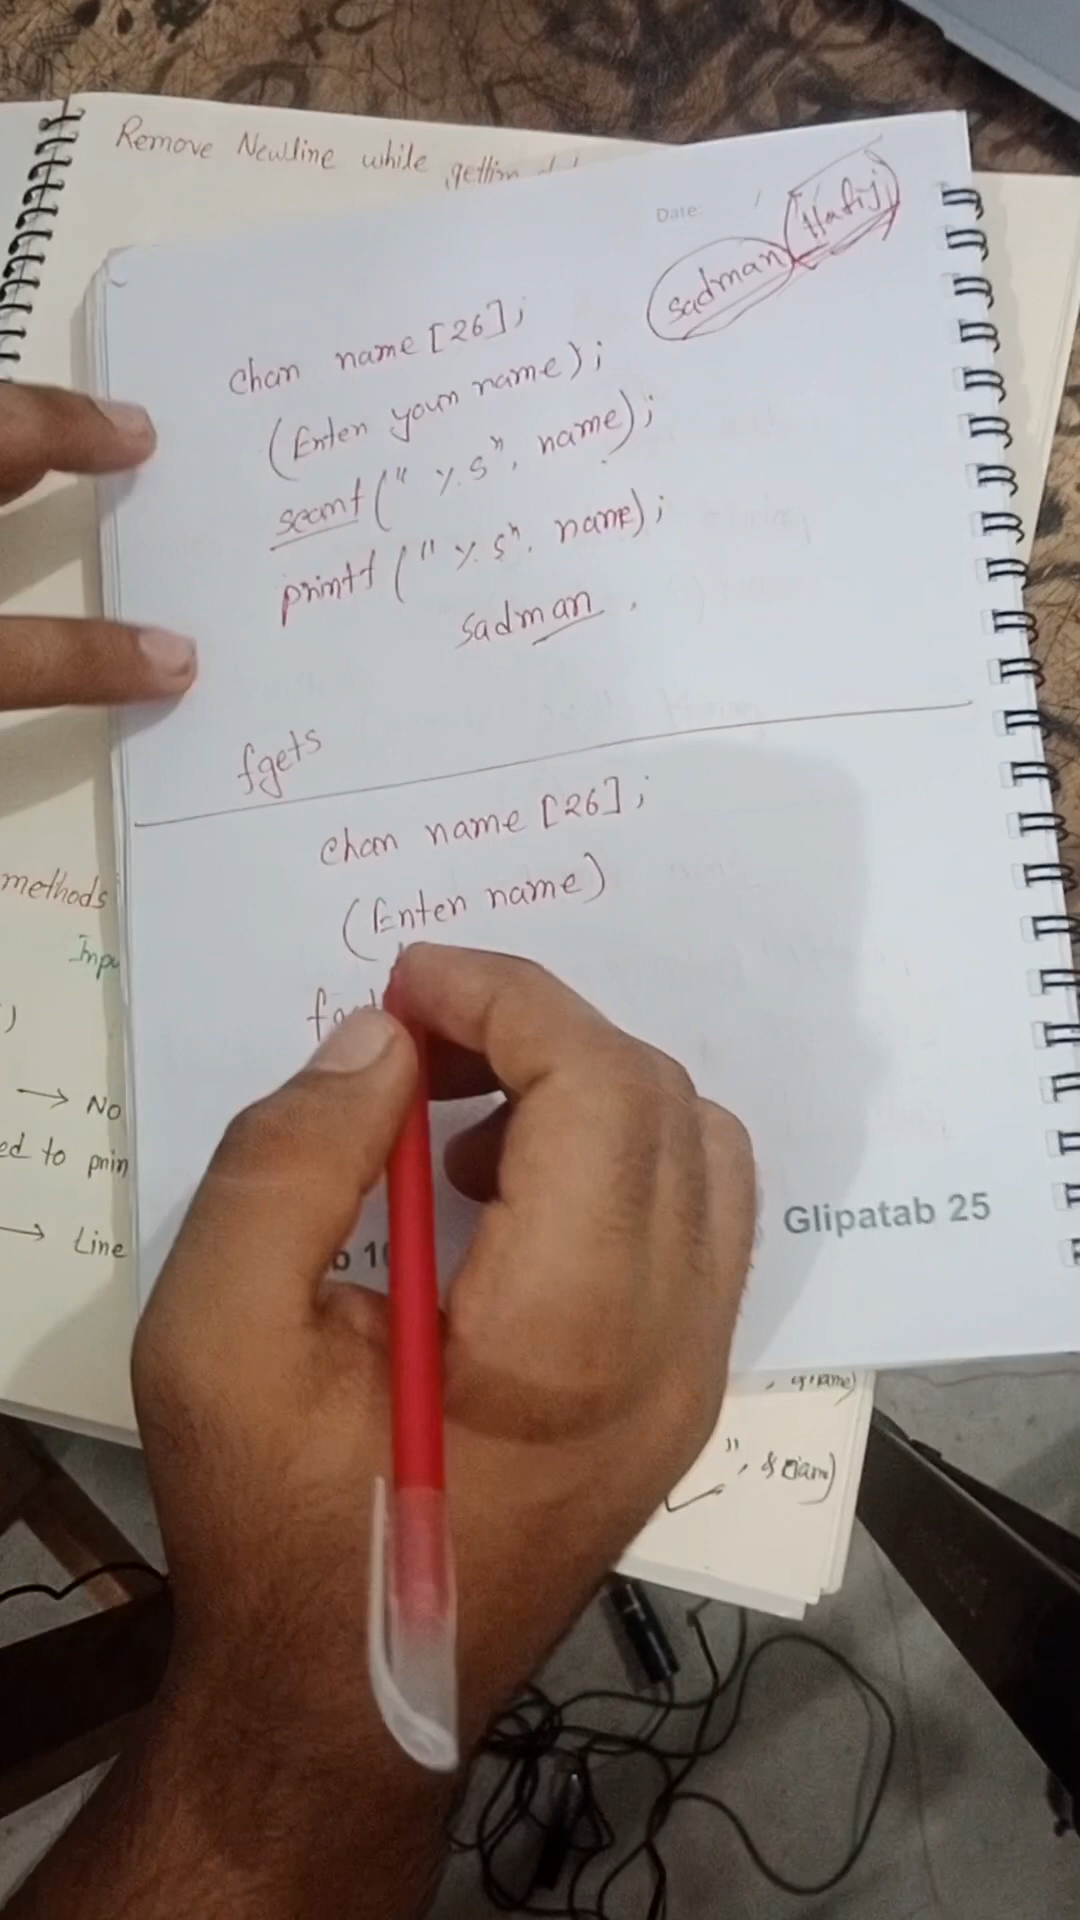 Remove Newline while
Date:
sadman Hafij
char name [26];
(Enter your name);
scanf (" %s", name);
printf (" %s", name);
sadman.
fgets
char name [26];
(Enter name)
methods
No
ed to prin
Line
Glipatab 25
", &name)